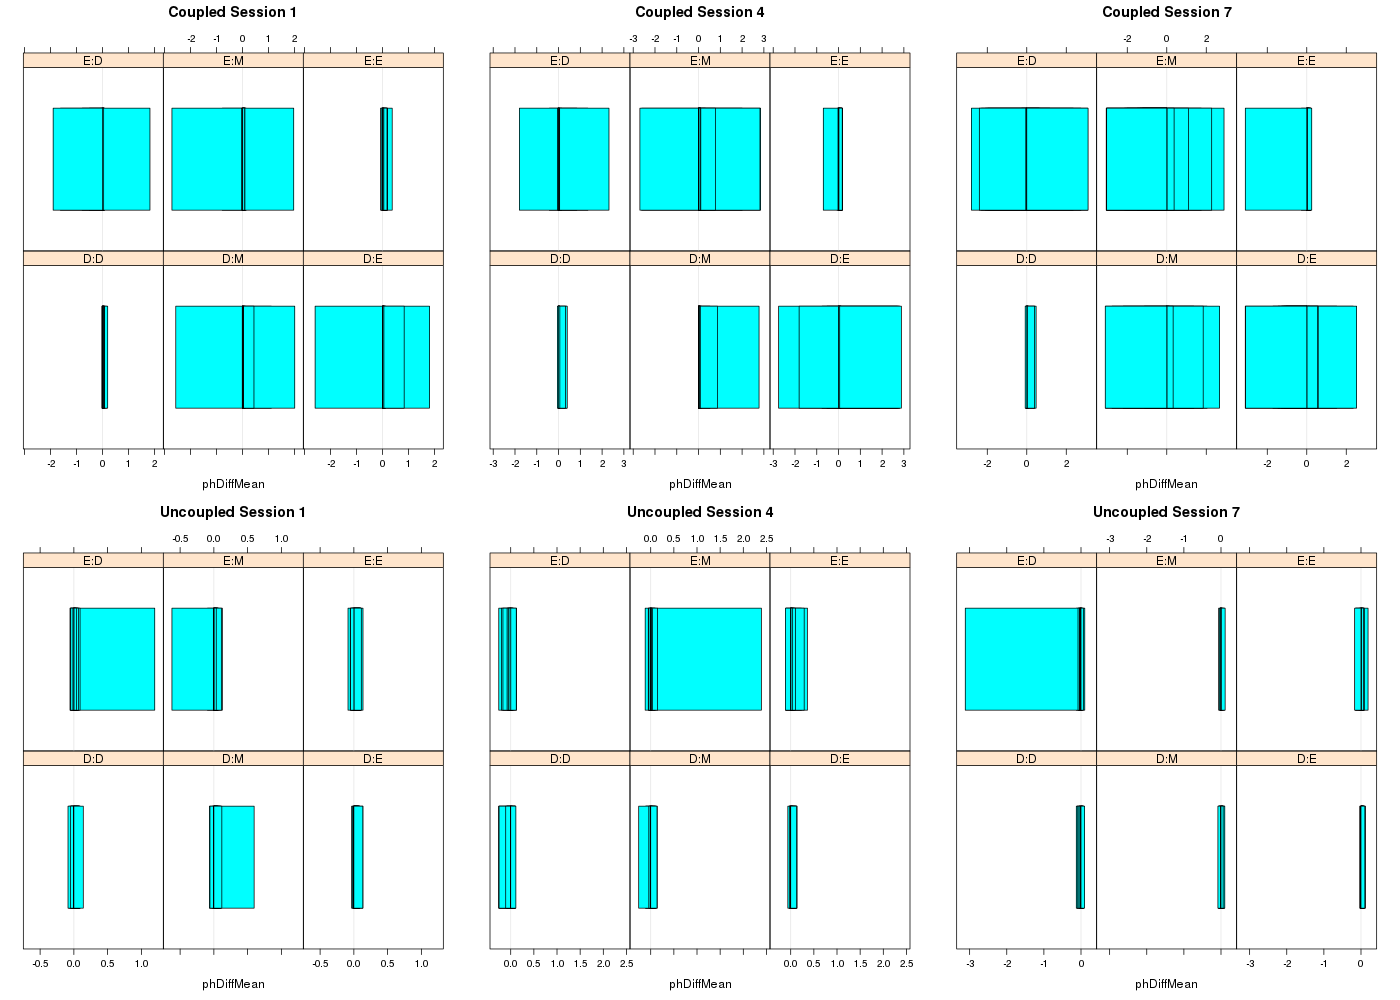 Coupled Session 1
-2 -1 0 1 2
E:D E:M E:E
D:D D:M D:E
-2 -1 0 1 2 -2 -1 0 1 2
phDiffMean
Coupled Session 4
-3 -2 -1 0 1 2 3
E:D E:M E:E
D:D D:M D:E
-3 -2 -1 0 1 2 3 -3 -2 -1 0 1 2 3
phDiffMean
Coupled Session 7
-2 0 2
E:D E:M E:E
D:D D:M D:E
-2 0 2 -2 0 2
phDiffMean
Uncoupled Session 1
-0.5 0.0 0.5 1.0
E:D E:M E:E
D:D D:M D:E
-0.5 0.0 0.5 1.0 -0.5 0.0 0.5 1.0
phDiffMean
Uncoupled Session 4
0.0 0.5 1.0 1.5 2.0 2.5
E:D E:M E:E
D:D D:M D:E
0.0 0.5 1.0 1.5 2.0 2.5 0.0 0.5 1.0 1.5 2.0 2.5
phDiffMean
Uncoupled Session 7
-3 -2 -1 0
E:D E:M E:E
D:D D:M D:E
-3 -2 -1 0 -3 -2 -1 0
phDiffMean